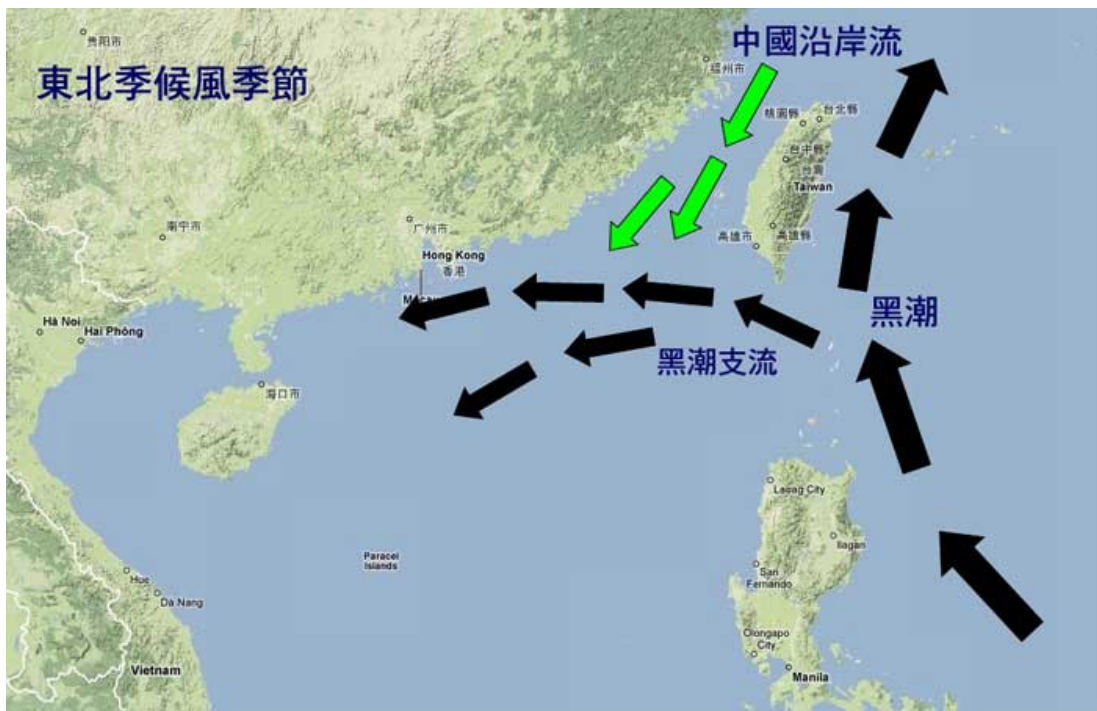 贵阳市
東北季候風季節
中國沿岸流
福州市
桃園縣
台北縣
台中縣
台灣
Taiwan
南宁市
广州市
高雄市
高雄縣
Hong Kong
香港
黑潮
Hà Noi
Hai Phòng
黑潮支流
海口市
Laoag City
Ilagan
Paracel
Islands
Hue
Da Nang
San
Fernando
Olongapo
City
Vietnam
Manila